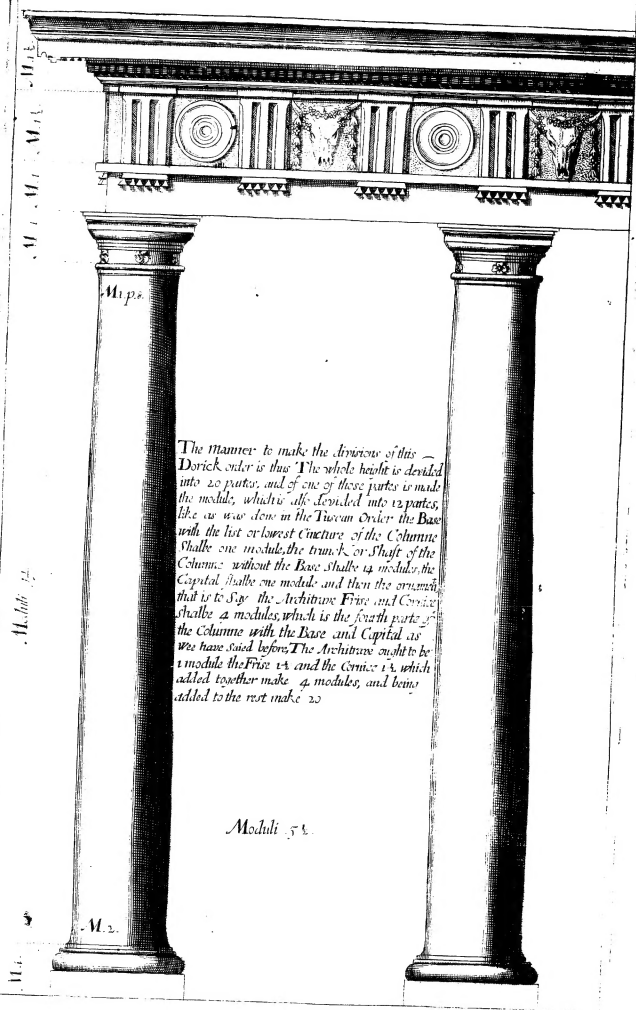 M1.p.8.
The manner to make the divisions of this
Dorick order is thus The whole height is devided
into 20 partes, and of one of those partes is made
the module, which is also devided into 12 partes,
like as was done in the Tuscan Order the Base
with the list or lowest Cincture of the Columne
Shalbe one module, the trunck or Shaft of the
Columne without the Base Shalbe 14 modules, the
Capital shalbe one module and then the
that is to Say the Architrave Frise and Cornice
shalbe 4 modules, which is the fourth parte of
the Columne with the Base and Capital as
wee have Saied before, The Architrave ought to be
1 module the Frise 1½ and the Cornice 1½ which
added together make 4 modules, and being
added to the rest make 20
Moduli 14.
Moduli 5½.
M.2.